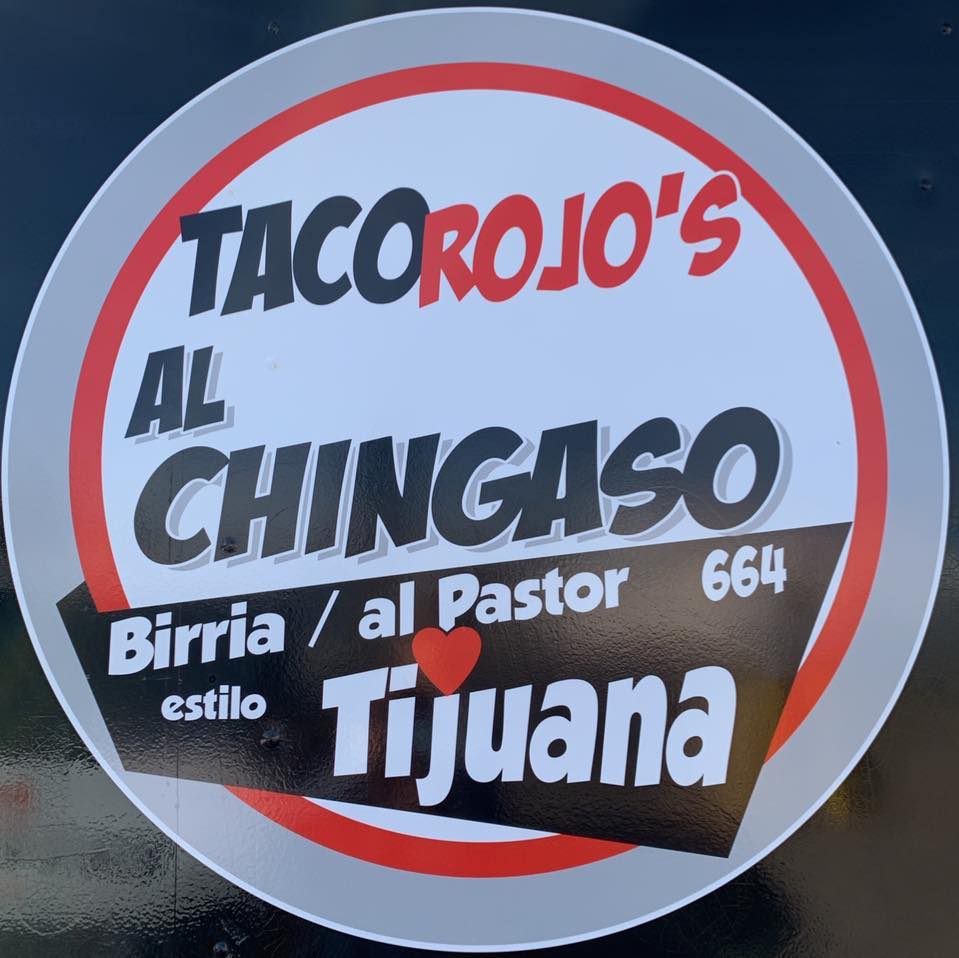 TACOROJO'S
AL
CHINGASO
Birria / al Pastor 664
estilo Tijuana